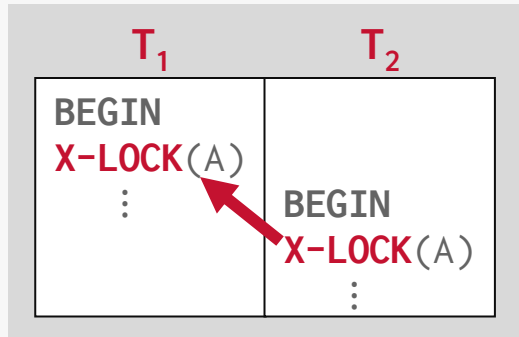 T1 T2
BEGIN
X-LOCK(A)
⋮
BEGIN
X-LOCK(A)
⋮